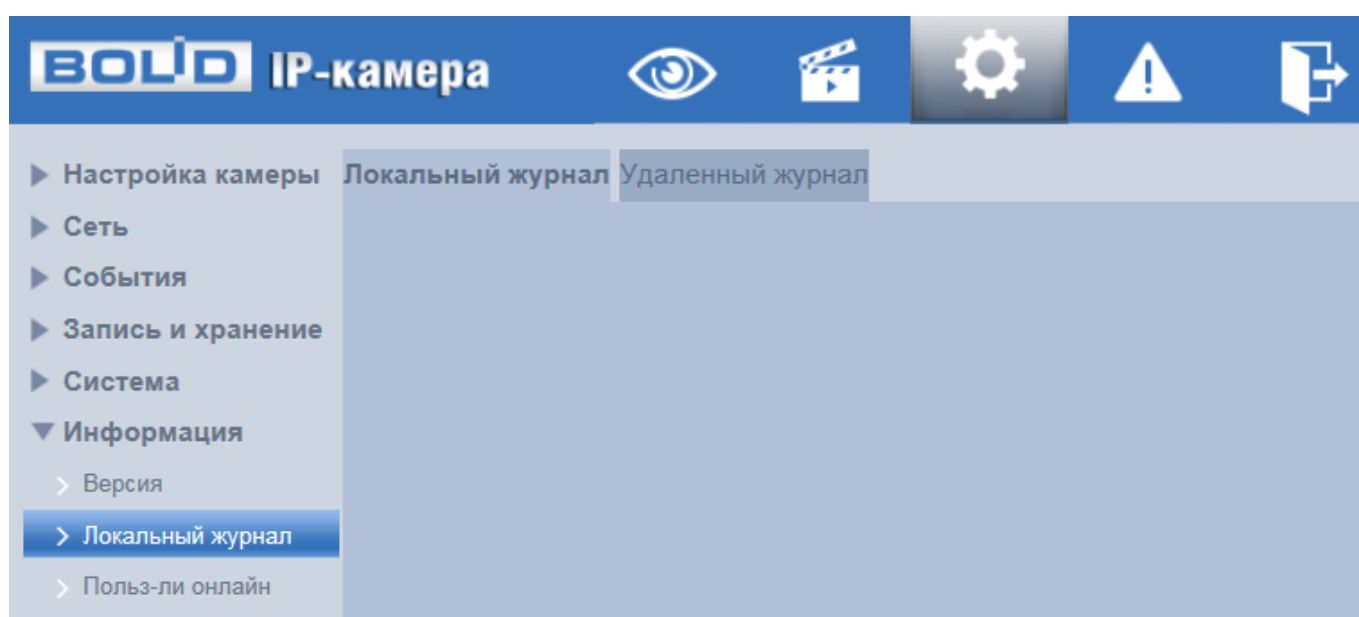 BOLID IP-камера
Настройка камеры Локальный журнал Удаленный журнал
Сеть
События
Запись и хранение
Система
Информация
Версия
Локальный журнал
Польз-ли онлайн